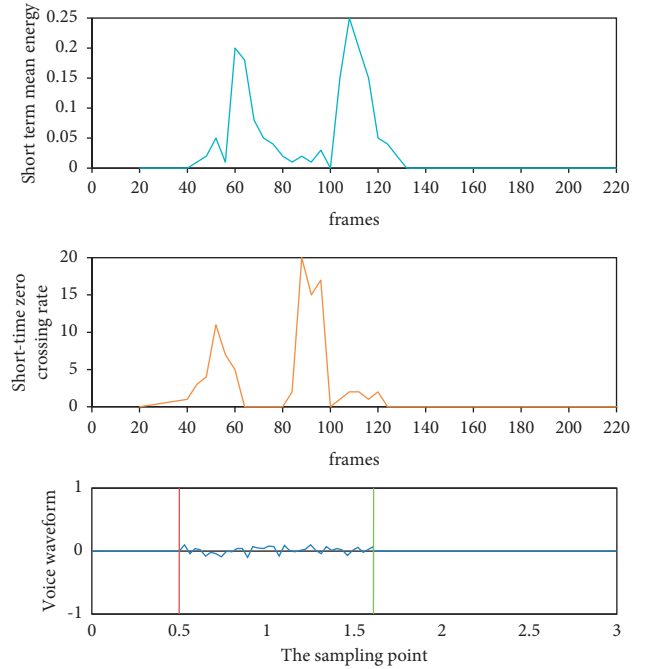 Short term mean energy
0.25
0.2
0.15
0.1
0.05
0
0 20 40 60 80 100 120 140 160 180 200 220
frames
Short-time zero
crossing rate
20
15
10
5
0
0 20 40 60 80 100 120 140 160 180 200 220
frames
Voice waveform
1
0
-1
0 0.5 1 1.5 2 2.5 3
The sampling point